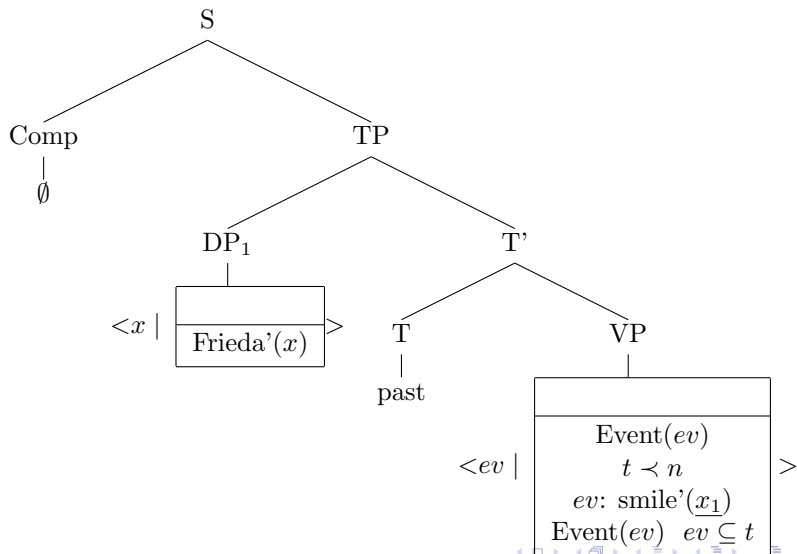 S
Comp TP
∅
DP₁ T'
<x | Frieda'(x) > T VP
past
Event(ev)
<ev | t ≺ n >
ev: smile'(x₁)
Event(ev) ev ⊆ t